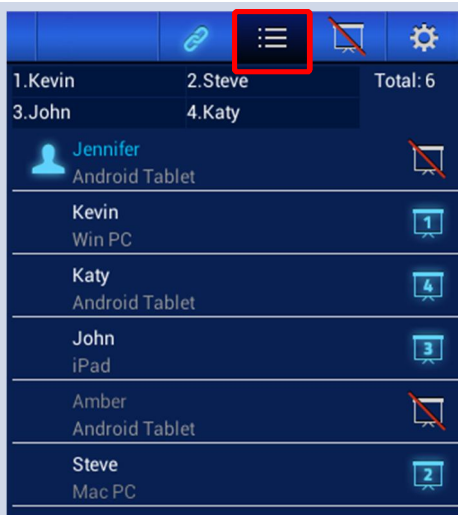 1.Kevin 2.Steve Total: 6
3.John 4.Katy
Jennifer
Android Tablet
Kevin
Win PC
1
Katy
Android Tablet
4
John
iPad
3
Amber
Android Tablet
Steve
Mac PC
2